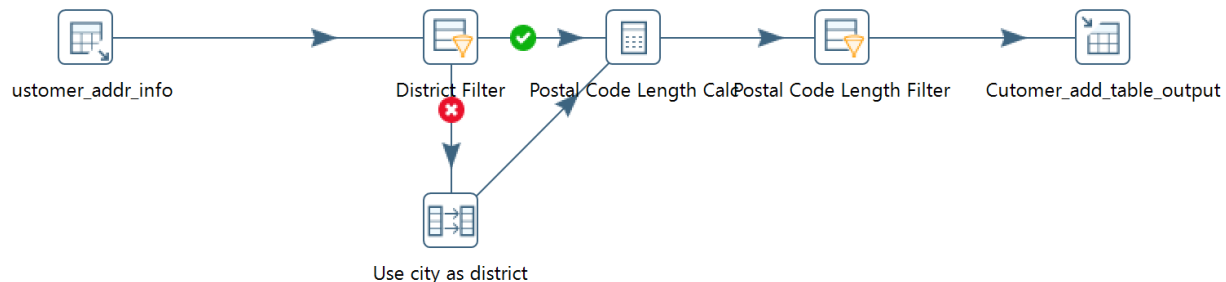 ustomer_addr_info
District Filter
Postal Code Length Calc
Postal Code Length Filter
Cutomer_add_table_output
Use city as district